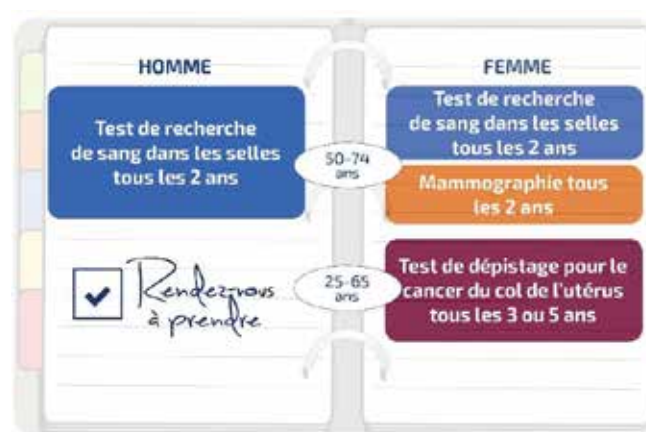 HOMME
Test de recherche
de sang dans les selles
tous les 2 ans
Rendez-vous
à prendre
50-74
ans
25-65
ans
FEMME
Test de recherche
de sang dans les selles
tous les 2 ans
Mammographie tous
les 2 ans
Test de dépistage pour le
cancer du col de l'utérus
tous les 3 ou 5 ans